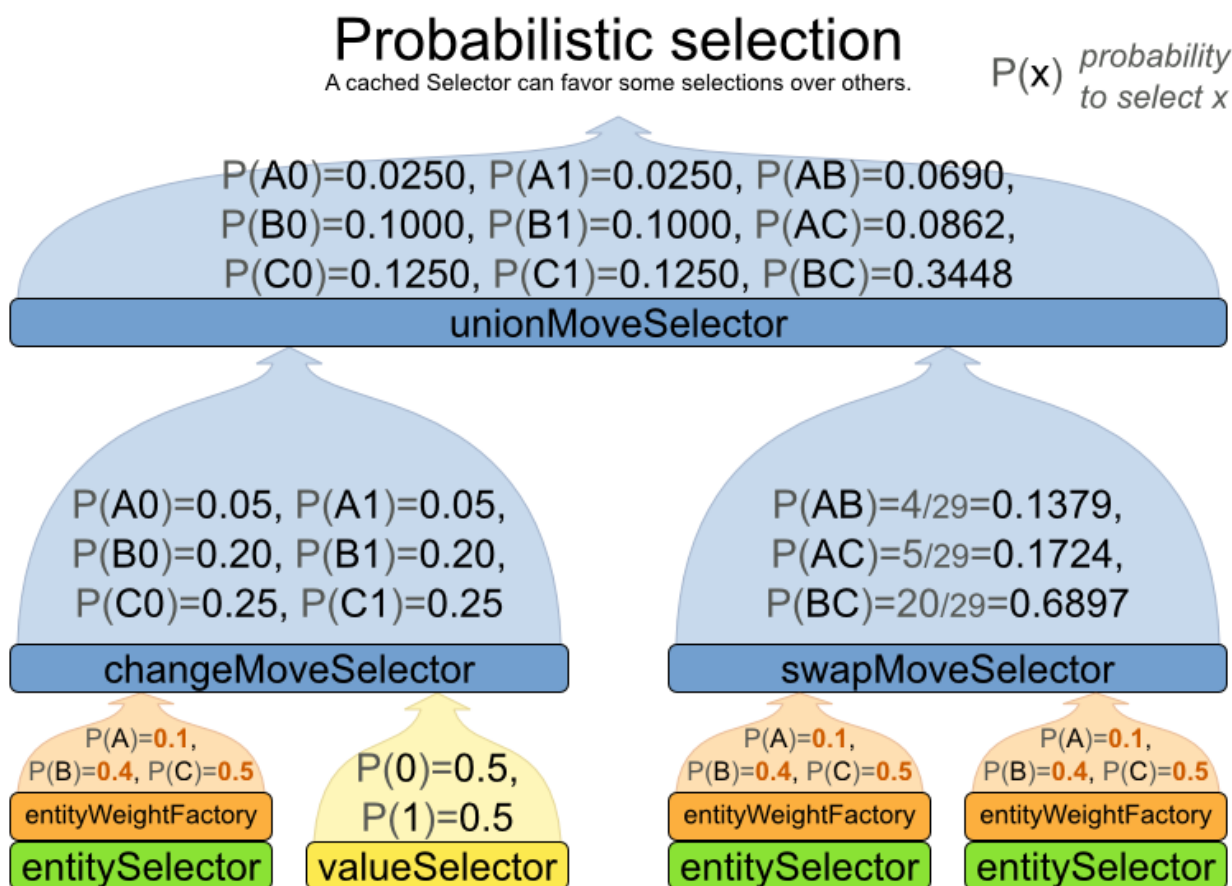 Probabilistic selection
A cached Selector can favor some selections over others.
P(x) probability
to select x
P(A0)=0.0250, P(A1)=0.0250, P(AB)=0.0690,
P(B0)=0.1000, P(B1)=0.1000, P(AC)=0.0862,
P(C0)=0.1250, P(C1)=0.1250, P(BC)=0.3448
unionMoveSelector
P(A0)=0.05, P(A1)=0.05,
P(B0)=0.20, P(B1)=0.20,
P(C0)=0.25, P(C1)=0.25
changeMoveSelector
P(AB)=4/29=0.1379,
P(AC)=5/29=0.1724,
P(BC)=20/29=0.6897
swapMoveSelector
P(A)=0.1,
P(B)=0.4, P(C)=0.5
entityWeightFactory
entitySelector
P(0)=0.5,
P(1)=0.5
valueSelector
P(A)=0.1,
P(B)=0.4, P(C)=0.5
entityWeightFactory
entitySelector
P(A)=0.1,
P(B)=0.4, P(C)=0.5
entityWeightFactory
entitySelector